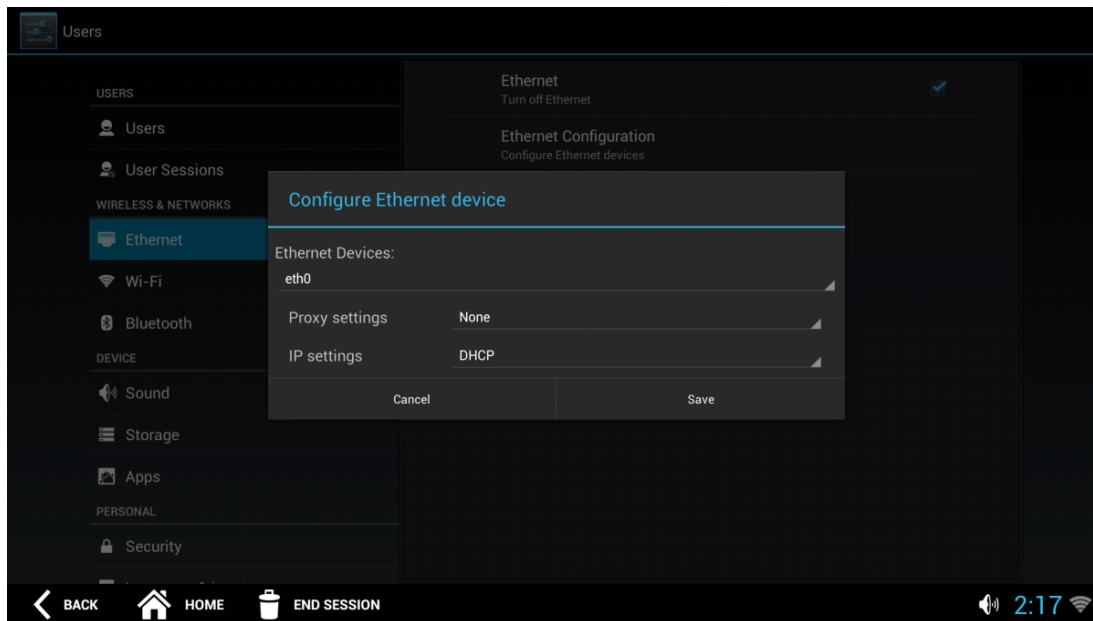 Users
USERS
Users
User Sessions
WIRELESS & NETWORKS
Ethernet
Wi-Fi
Bluetooth
DEVICE
Sound
Storage
Apps
PERSONAL
Security
Ethernet
Turn off Ethernet
Ethernet Configuration
Configure Ethernet devices
Configure Ethernet device
Ethernet Devices:
eth0
Proxy settings None
IP settings DHCP
Cancel Save
BACK HOME END SESSION 2:17